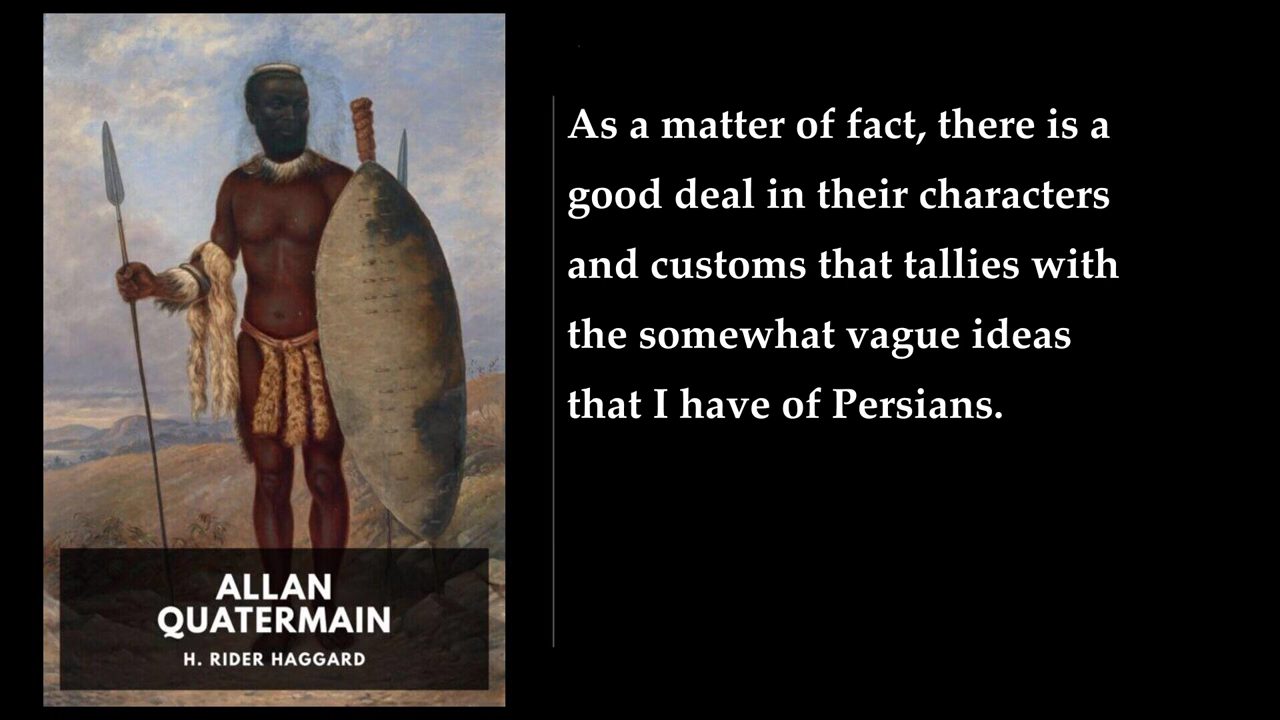 ALLAN
QUATERMAIN
H. RIDER HAGGARD
As a matter of fact, there is a
good deal in their characters
and customs that tallies with
the somewhat vague ideas
that I have of Persians.